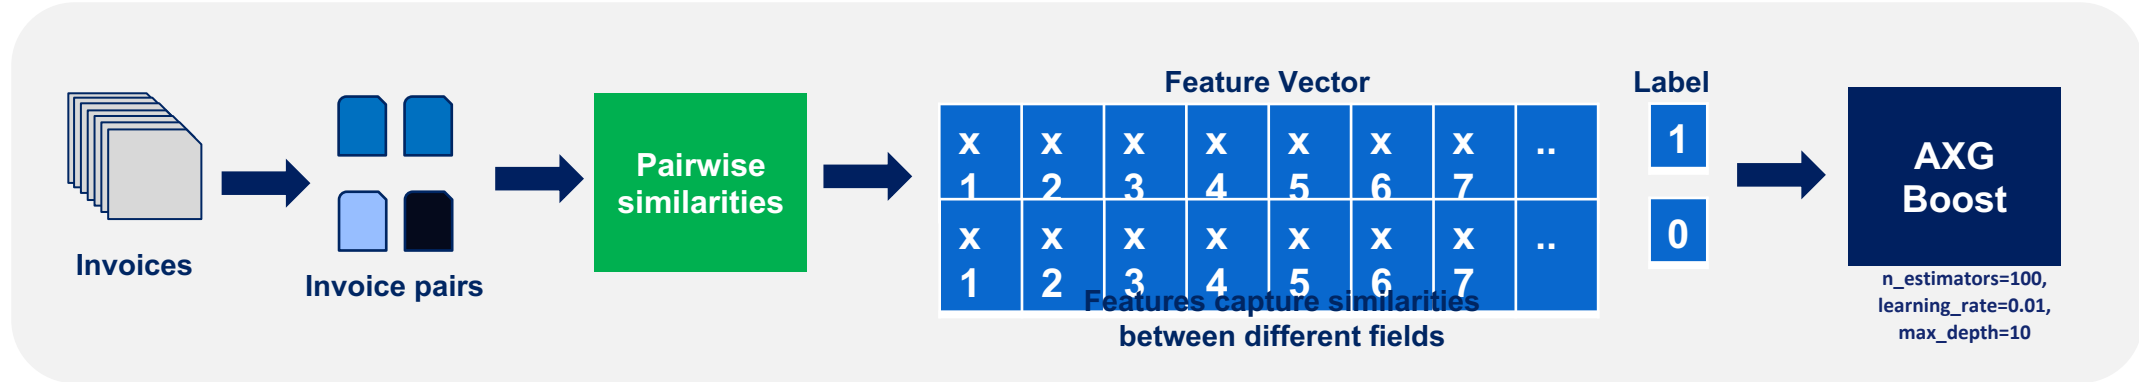 Invoices
Invoice pairs
Pairwise
similarities
Feature Vector
x x x x x x x ..
1 2 3 4 5 6 7
x x x x x x x ..
1 2 3 4 5 6 7
Features capture similarities
between different fields
Label
1
0
AXG
Boost
n_estimators=100,
learning_rate=0.01,
max_depth=10